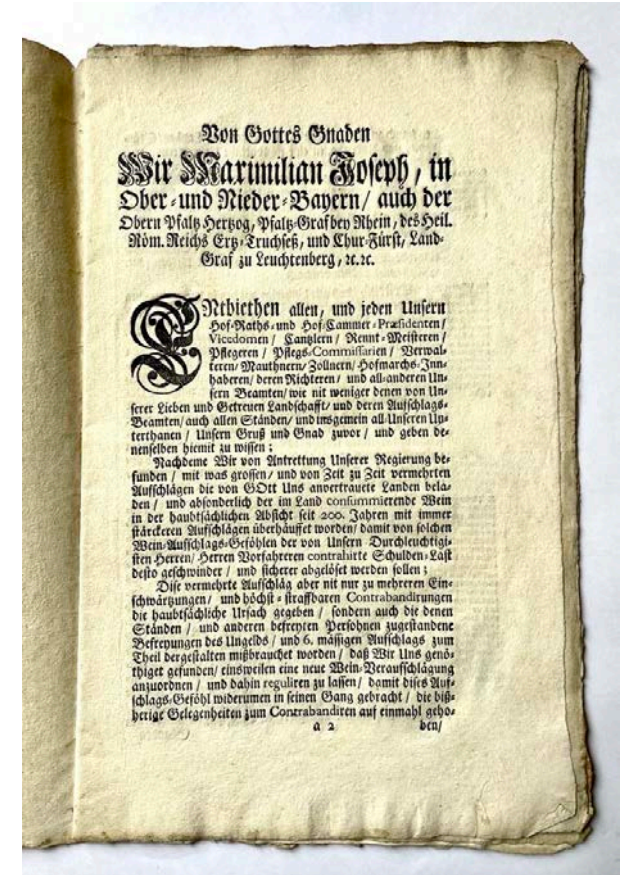 Von Gottes Gnaden
Wir Maximilian Joseph, in
Ober- und Nieder-Bayern/ auch der
Obern Pfaltz Hertzog, Pfaltz-Graf bey Rhein, des Heil.
Röm. Reichs Ertz-Truchseß, und Chur-Fürst, Land-
Graf zu Leuchtenberg, ꝛc. ꝛc.
ENtbiethen allen, und jeden Unsern
Hof-Raths- und Hof-Cammer-Præsidenten/
Vicedomen / Cantzlern / Rennt-Meisteren /
Pflegeren / Pflegs-Commissarien / Verwal-
teren/ Mauthnern/ Zollnern/ Hofmarchs-Inn-
haberen/ deren Richteren / und all-anderen Un-
sern Beamten/ wie nit weniger denen von Un-
serer Lieben und Getreuen Landschafft/ und deren Aufschlags-
Beamten/ auch allen Ständen/ und insgemein all-Unseren Un-
terthanen / Unsern Gruß und Gnad zuvor / und geben de-
nenselben hiemit zu wissen;
Nachdeme Wir von Antrettung Unserer Regierung be-
funden / mit was grossen/ und von Zeit zu Zeit vermehrten
Aufschlägen die von GOtt Uns anvertrauete Landen bela-
den / und absonderlich der im Land consummierende Wein
in der haubtsächlichen Absicht seit 200. Jahren mit immer
stärckeren Aufschlägen überhäuffet worden/ damit von solchen
Wein-Aufschlags-Geföhlen der von Unsern Durchleuchtigi-
sten Herren/ Herren Vorfahreren contrahirte Schulden-Last
desto geschwinder / und sicherer abgelöset werden sollen;
Dise vermehrte Aufschläg aber nit nur zu mehreren Ein-
schwärtzungen / und höchst-straffbaren Contrabandirungen
die haubtsächliche Ursach gegeben / sondern auch die denen
Ständen / und anderen befreyten Persohnen zugestandene
Befreyungen des Ungelds / und 6. mässigen Aufschlags zum
Theil dergestalten mißbrauchet worden / daß Wir Uns genö-
thiget gefunden/ einsweilen eine neue Wein-Veraufschlägung
anzuordnen / und dahin reguliren zu lassen / damit dises Auf-
schlags-Geföhl widerumen in seinen Gang gebracht / die biß-
herige Gelegenheiten zum Contrabandiren auf einmahl geho-
a 2 ben/